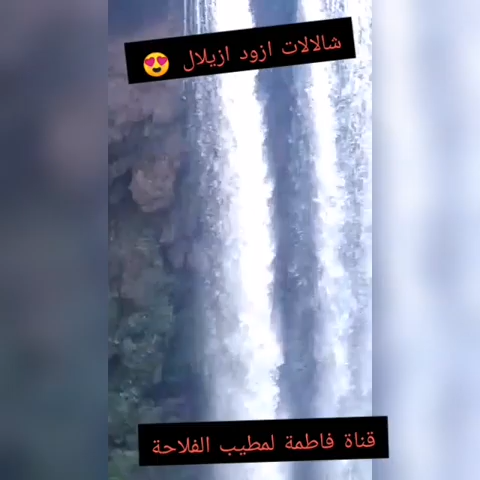 شالالات ازود ازيلال 😍
قناة فاطمة لمطيب الفلاحة